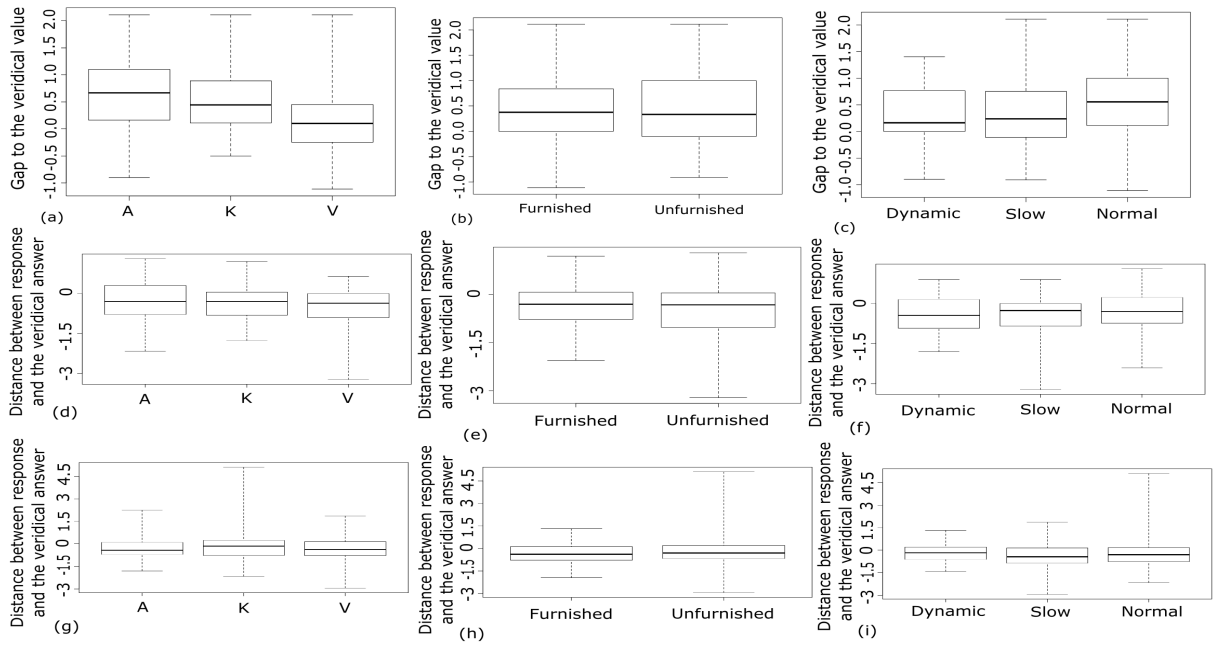 Gap to the veridical value
2.0
1.5
1.0
0.5
0.0
-0.5
-1.0
A K V
(a)
Gap to the veridical value
2.0
1.5
1.0
0.5
0.0
-0.5
-1.0
Furnished Unfurnished
(b)
Gap to the veridical value
2.0
1.5
1.0
0.5
0.0
-0.5
-1.0
Dynamic Slow Normal
(c)
Distance between response
and the veridical answer
0
-1.5
-3
A K V
(d)
Distance between response
and the veridical answer
0
-1.5
-3
Furnished Unfurnished
(e)
Distance between response
and the veridical answer
0
-1.5
-3
Dynamic Slow Normal
(f)
Distance between response
and the veridical answer
4.5
3
1.5
0
-1.5
-3
A K V
(g)
Distance between response
and the veridical answer
4.5
3
1.5
0
-1.5
-3
Furnished Unfurnished
(h)
Distance between response
and the veridical answer
4.5
3
1.5
0
-1.5
-3
Dynamic Slow Normal
(i)